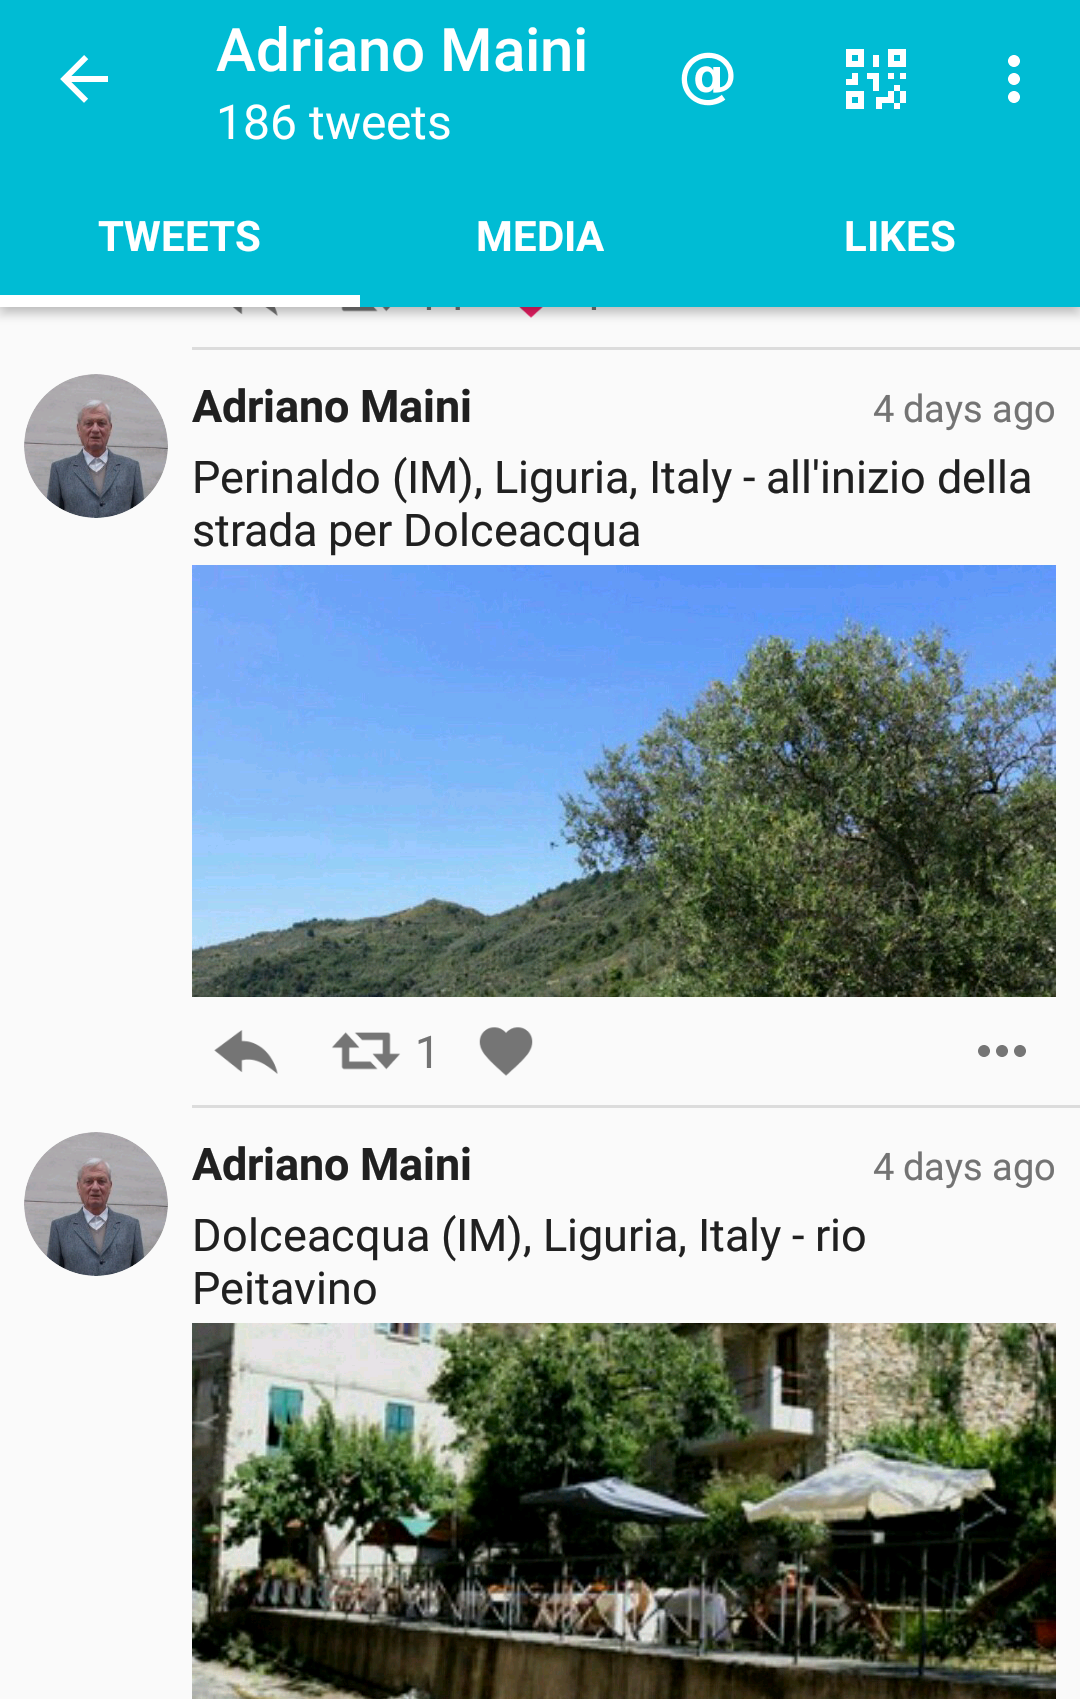 Adriano Maini
186 tweets
@
TWEETS
MEDIA
LIKES
Adriano Maini
4 days ago
Perinaldo (IM), Liguria, Italy - all'inizio della
strada per Dolceacqua
1
Adriano Maini
4 days ago
Dolceacqua (IM), Liguria, Italy - rio
Peitavino